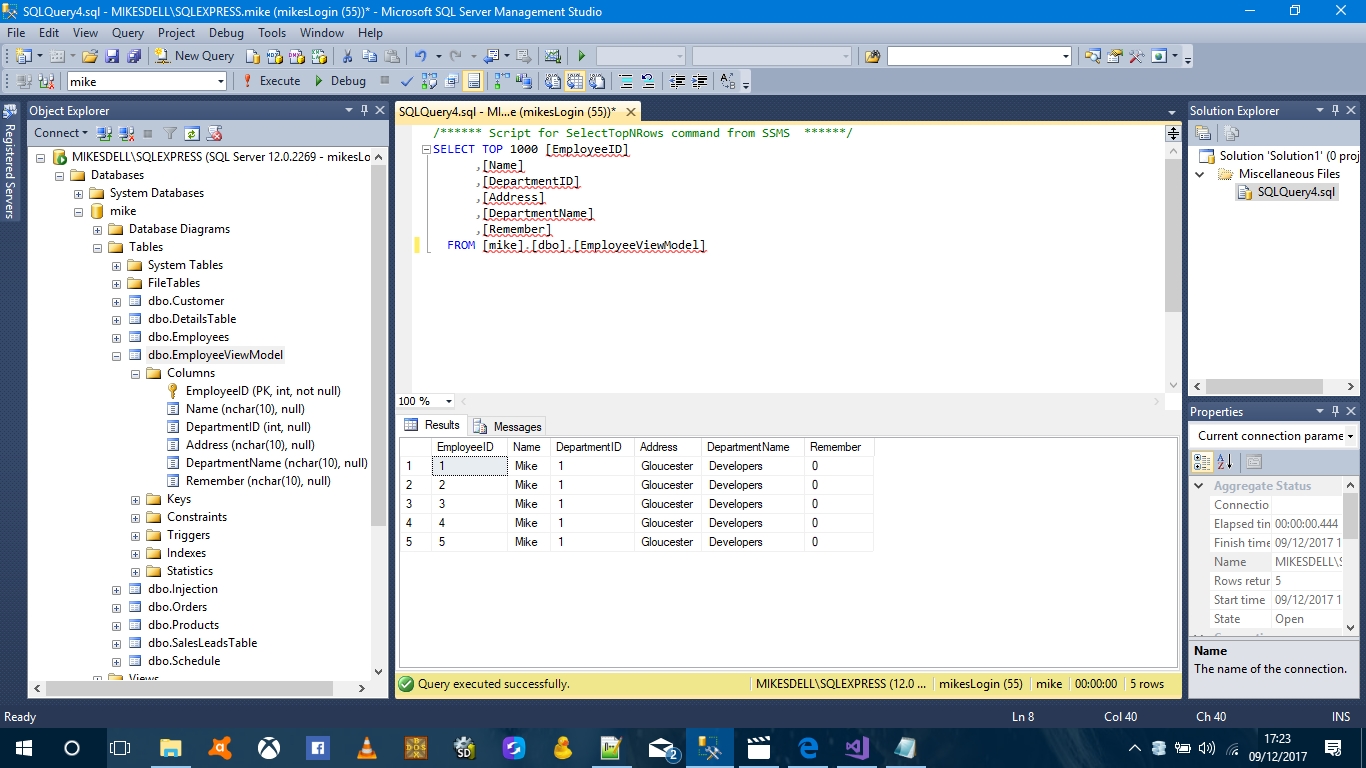 SQLQuery4.sql - MIKESDELL\SQLEXPRESS.mike (mikesLogin (55))* - Microsoft SQL Server Management Studio
File Edit View Query Project Debug Tools Window Help
New Query
mike Execute Debug
Registered Servers
Object Explorer
Connect
MIKESDELL\SQLEXPRESS (SQL Server 12.0.2269 - mikesLo
Databases
System Databases
mike
Database Diagrams
Tables
System Tables
FileTables
dbo.Customer
dbo.DetailsTable
dbo.Employees
dbo.EmployeeViewModel
Columns
EmployeeID (PK, int, not null)
Name (nchar(10), null)
DepartmentID (int, null)
Address (nchar(10), null)
DepartmentName (nchar(10), null)
Remember (nchar(10), null)
Keys
Constraints
Triggers
Indexes
Statistics
dbo.Injection
dbo.Orders
dbo.Products
dbo.SalesLeadsTable
dbo.Schedule
Views
SQLQuery4.sql - MI...e (mikesLogin (55))*
/****** Script for SelectTopNRows command from SSMS ******/
SELECT TOP 1000 [EmployeeID]
,[Name]
,[DepartmentID]
,[Address]
,[DepartmentName]
,[Remember]
FROM [mike].[dbo].[EmployeeViewModel]
100 %
Results Messages
EmployeeID Name DepartmentID Address DepartmentName Remember
1 1 Mike 1 Gloucester Developers 0
2 2 Mike 1 Gloucester Developers 0
3 3 Mike 1 Gloucester Developers 0
4 4 Mike 1 Gloucester Developers 0
5 5 Mike 1 Gloucester Developers 0
Query executed successfully. MIKESDELL\SQLEXPRESS (12.0 ... mikesLogin (55) mike 00:00:00 5 rows
Solution Explorer
Solution 'Solution1' (0 proj
Miscellaneous Files
SQLQuery4.sql
Properties
Current connection parame
Aggregate Status
Connectio
Elapsed tin 00:00:00.444
Finish time 09/12/2017 1
Name MIKESDELL\S
Rows retur 5
Start time 09/12/2017 1
State Open
Name
The name of the connection.
Ready Ln 8 Col 40 Ch 40 INS
SD
2
17:23
09/12/2017